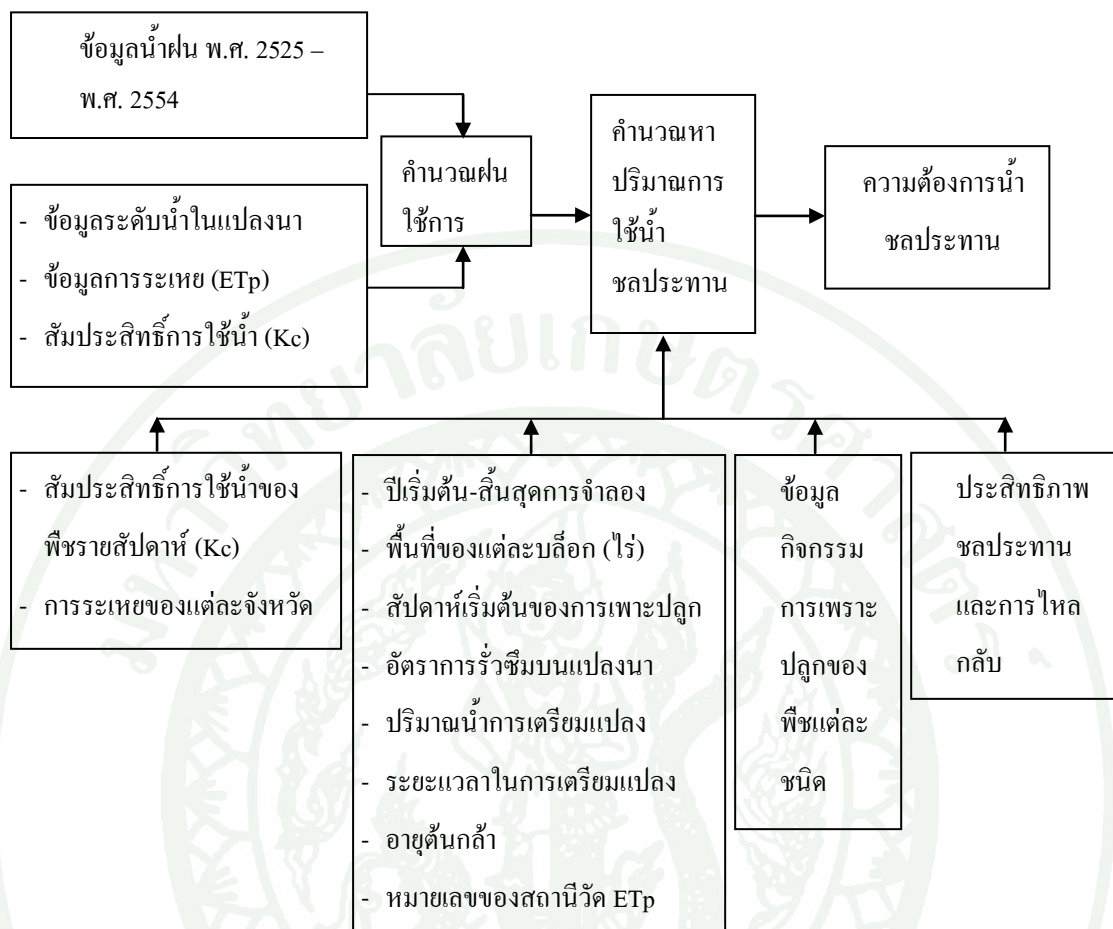 ข้อมูลน้ำฝน พ.ศ. 2525 –
พ.ศ. 2554
- ข้อมูลระดับน้ำในแปลงนา
- ข้อมูลการระเหย (ETp)
- สัมประสิทธิ์การใช้น้ำ (Kc)
คำนวณฝน
ใช้การ
คำนวณหา
ปริมาณการ
ใช้น้ำ
ชลประทาน
ความต้องการน้ำ
ชลประทาน
- สัมประสิทธิ์การใช้น้ำของ
พืชรายสัปดาห์ (Kc)
- การระเหยของแต่ละจังหวัด
- ปีเริ่มต้น-สิ้นสุดการจำลอง
- พื้นที่ของแต่ละบล็อก (ไร่)
- สัปดาห์เริ่มต้นของการเพาะปลูก
- อัตราการรั่วซึมบนแปลงนา
- ปริมาณน้ำการเตรียมแปลง
- ระยะแวลาในการเตรียมแปลง
- อายุต้นกล้า
- หมายเลขของสถานีวัด ETp
ข้อมูล
กิจกรรม
การเพราะ
ปลูกของ
พืชแต่ละ
ชนิด
ประสิทธิภาพ
ชลประทาน
และการไหล
กลับ
มหาวิทยาลัยเกษตรศาสตร์